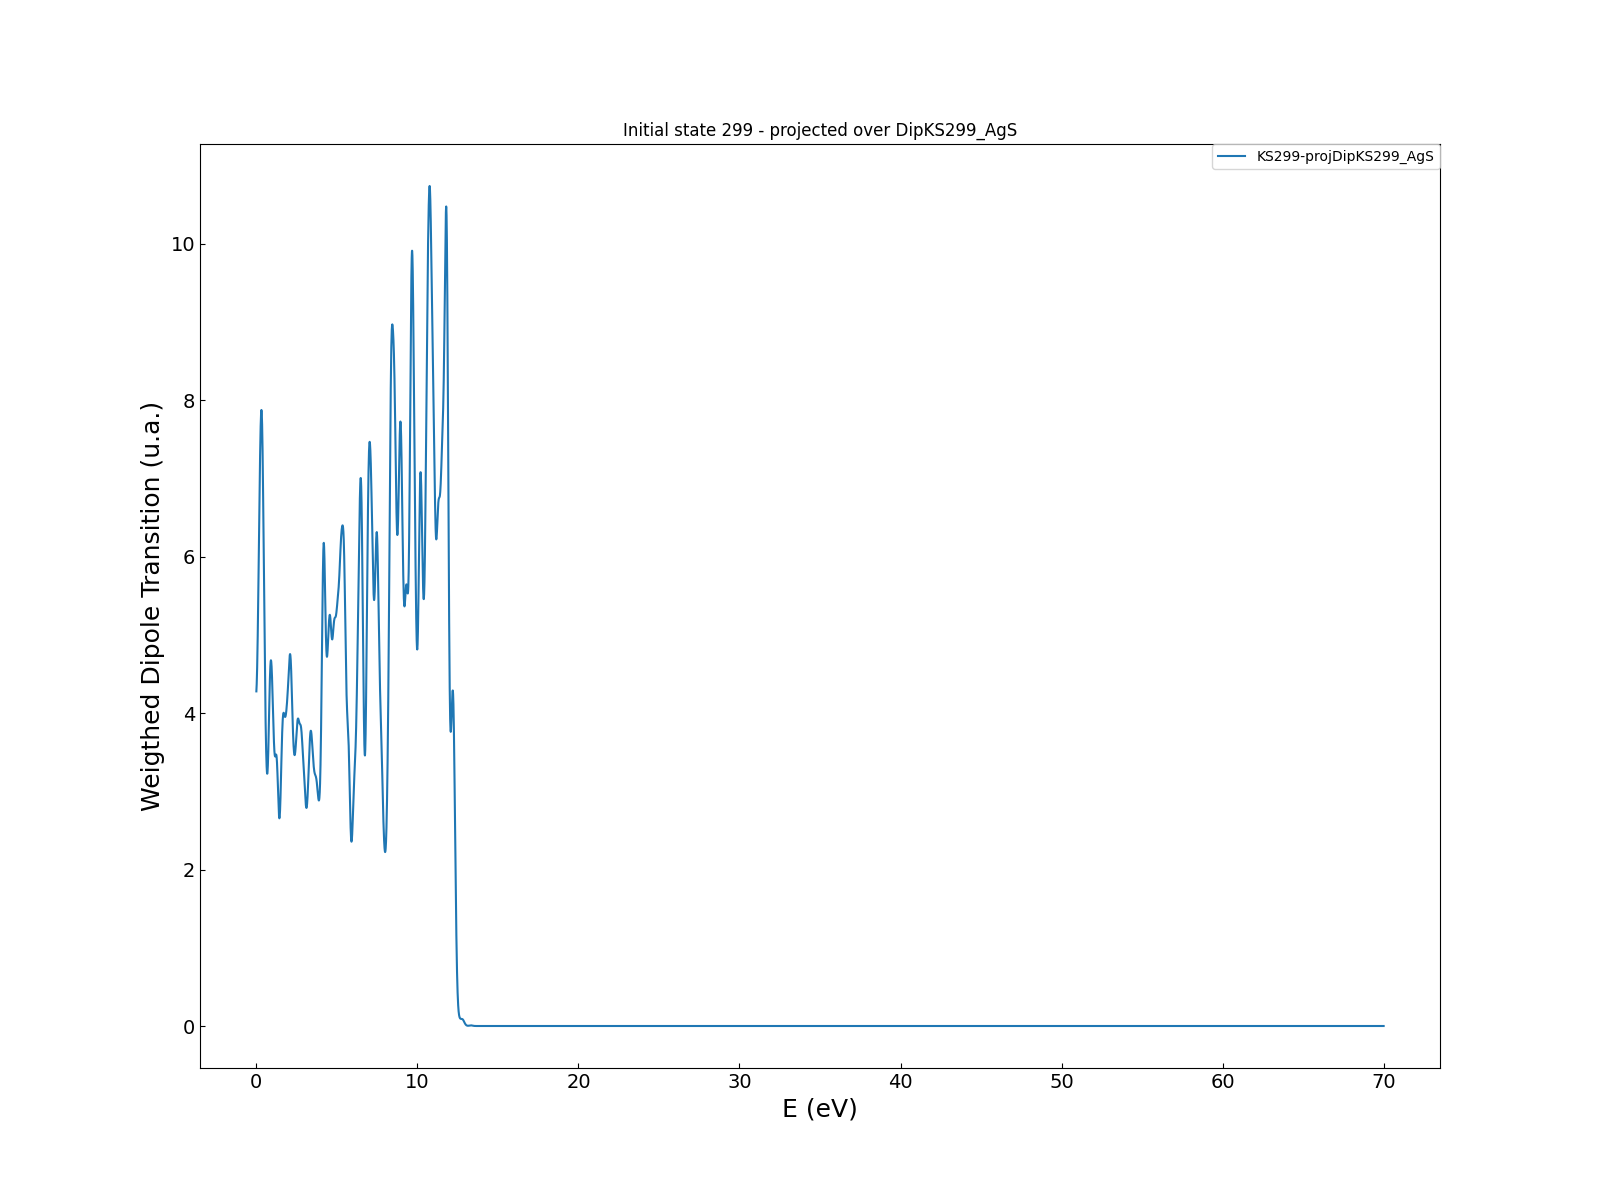 Initial state 299 - projected over DipKS299_AgS
KS299-projDipKS299_AgS
Weigthed Dipole Transition (u.a.)
10
8
6
4
2
0
0 10 20 30 40 50 60 70
E (eV)